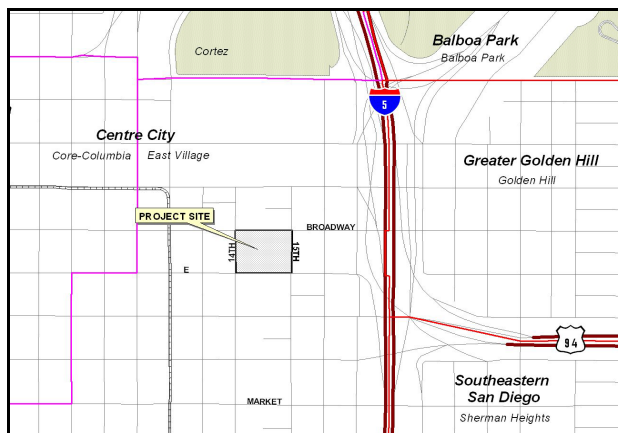 Cortez
Balboa Park
Balboa Park
5
Centre City
Core-Columbia East Village
Greater Golden Hill
Golden Hill
PROJECT SITE
BROADWAY
14TH
15TH
E
94
Southeastern
San Diego
Sherman Heights
MARKET